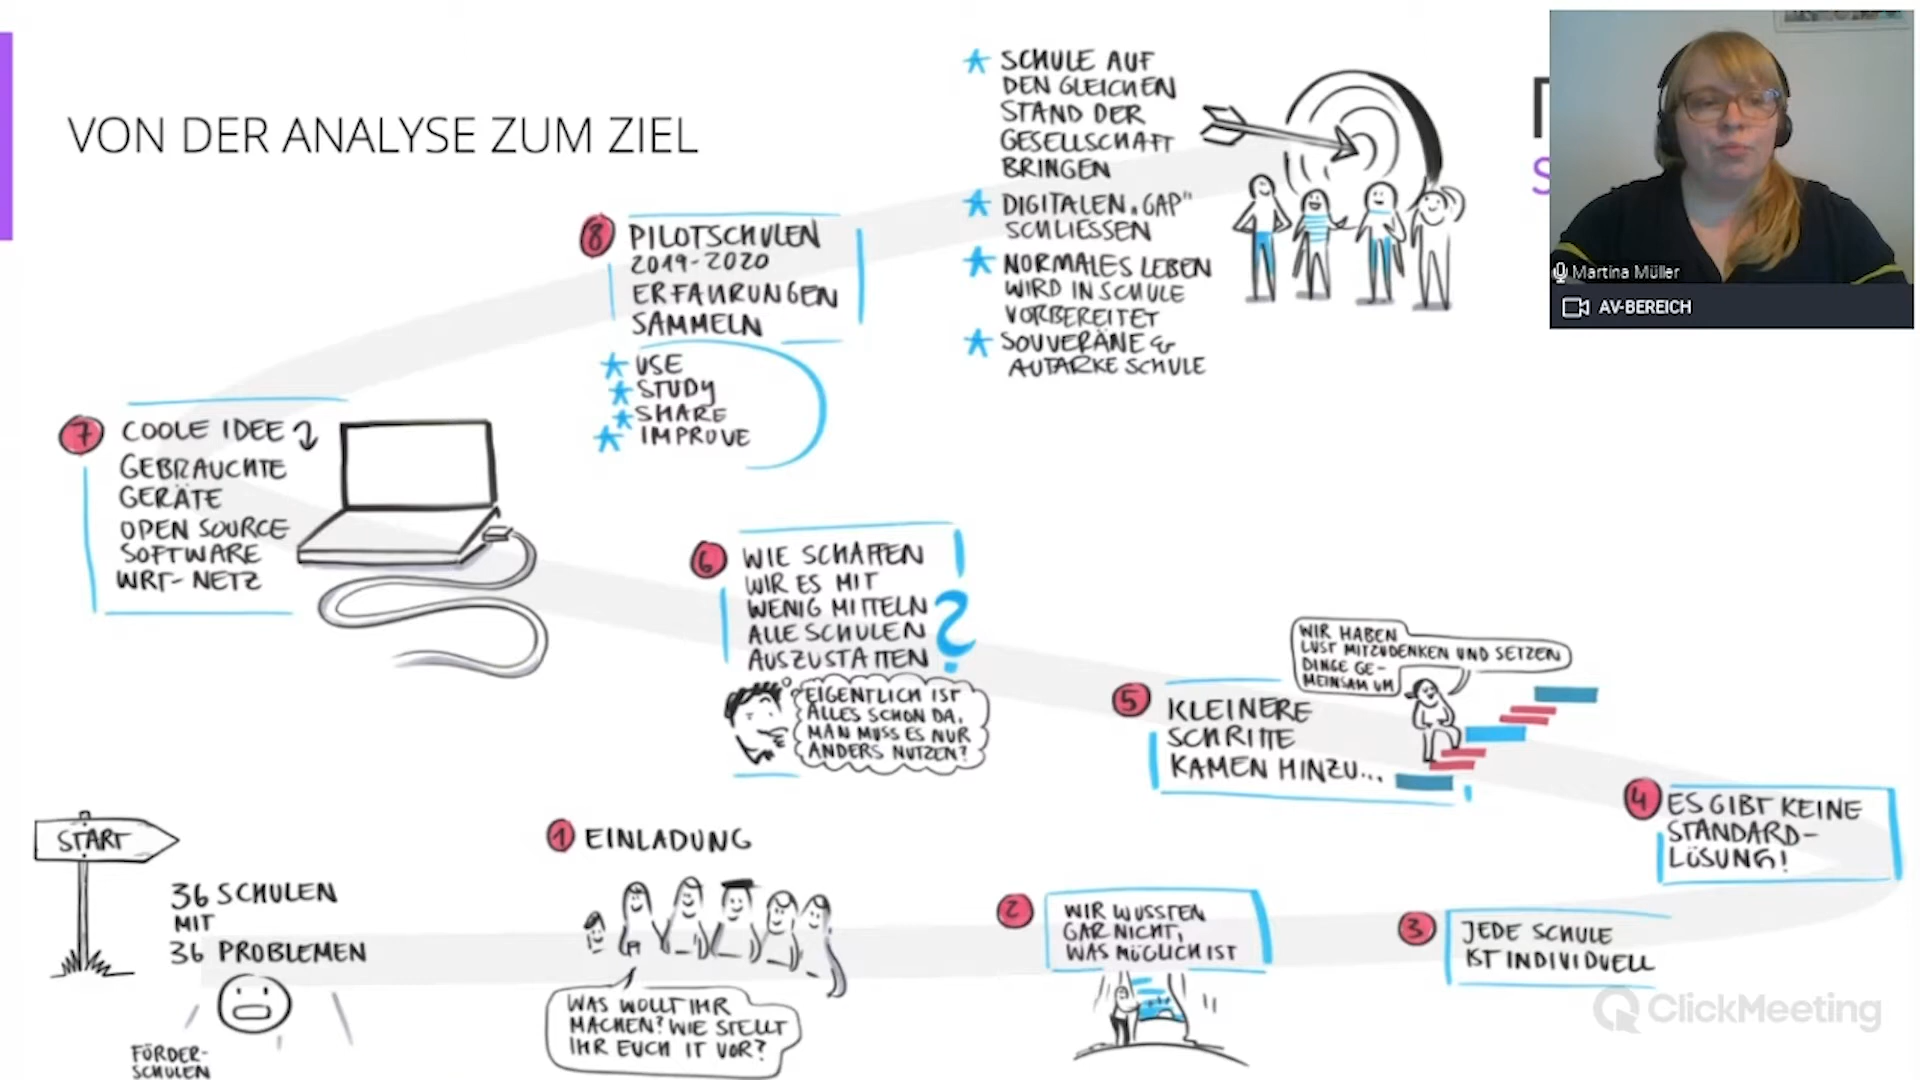 VON DER ANALYSE ZUM ZIEL
START
36 SCHULEN
MIT
36 PROBLEMEN
FÖRDER-
SCHULEN
1 EINLADUNG
WAS WOLLT IHR
MACHEN? WIE STELLT
IHR EUCH IT VOR?
2 WIR WUSSTEN
GAR NICHT,
WAS MÖGLICH IST
3 JEDE SCHULE
IST INDIVIDUELL
4 ES GIBT KEINE
STANDARD-
LÖSUNG!
5 KLEINERE
SCHRITTE
KAMEN HINZU...
WIR HABEN
LUST MITZUDENKEN UND SETZEN
DINGE GE-
MEINSAM UM
6 WIE SCHAFFEN
WIR ES MIT
WENIG MITTELN
ALLE SCHULEN
AUSZUSTATTEN ?
EIGENTLICH IST
ALLES SCHON DA,
MAN MUSS ES NUR
ANDERS NUTZEN?
7 COOLE IDEE
GEBRAUCHTE
GERÄTE
OPEN SOURCE
SOFTWARE
WRT-NETZ
8 PILOTSCHULEN
2019-2020
ERFAHRUNGEN
SAMMELN
USE
STUDY
SHARE
IMPROVE
SCHULE AUF
DEN GLEICHEN
STAND DER
GESELLSCHAFT
BRINGEN
DIGITALEN „GAP"
SCHLIESSEN
NORMALES LEBEN
WIRD IN SCHULE
VORBEREITET
SOUVERÄNE &
AUTARKE SCHULE
Martina Müller
AV-BEREICH
ClickMeeting